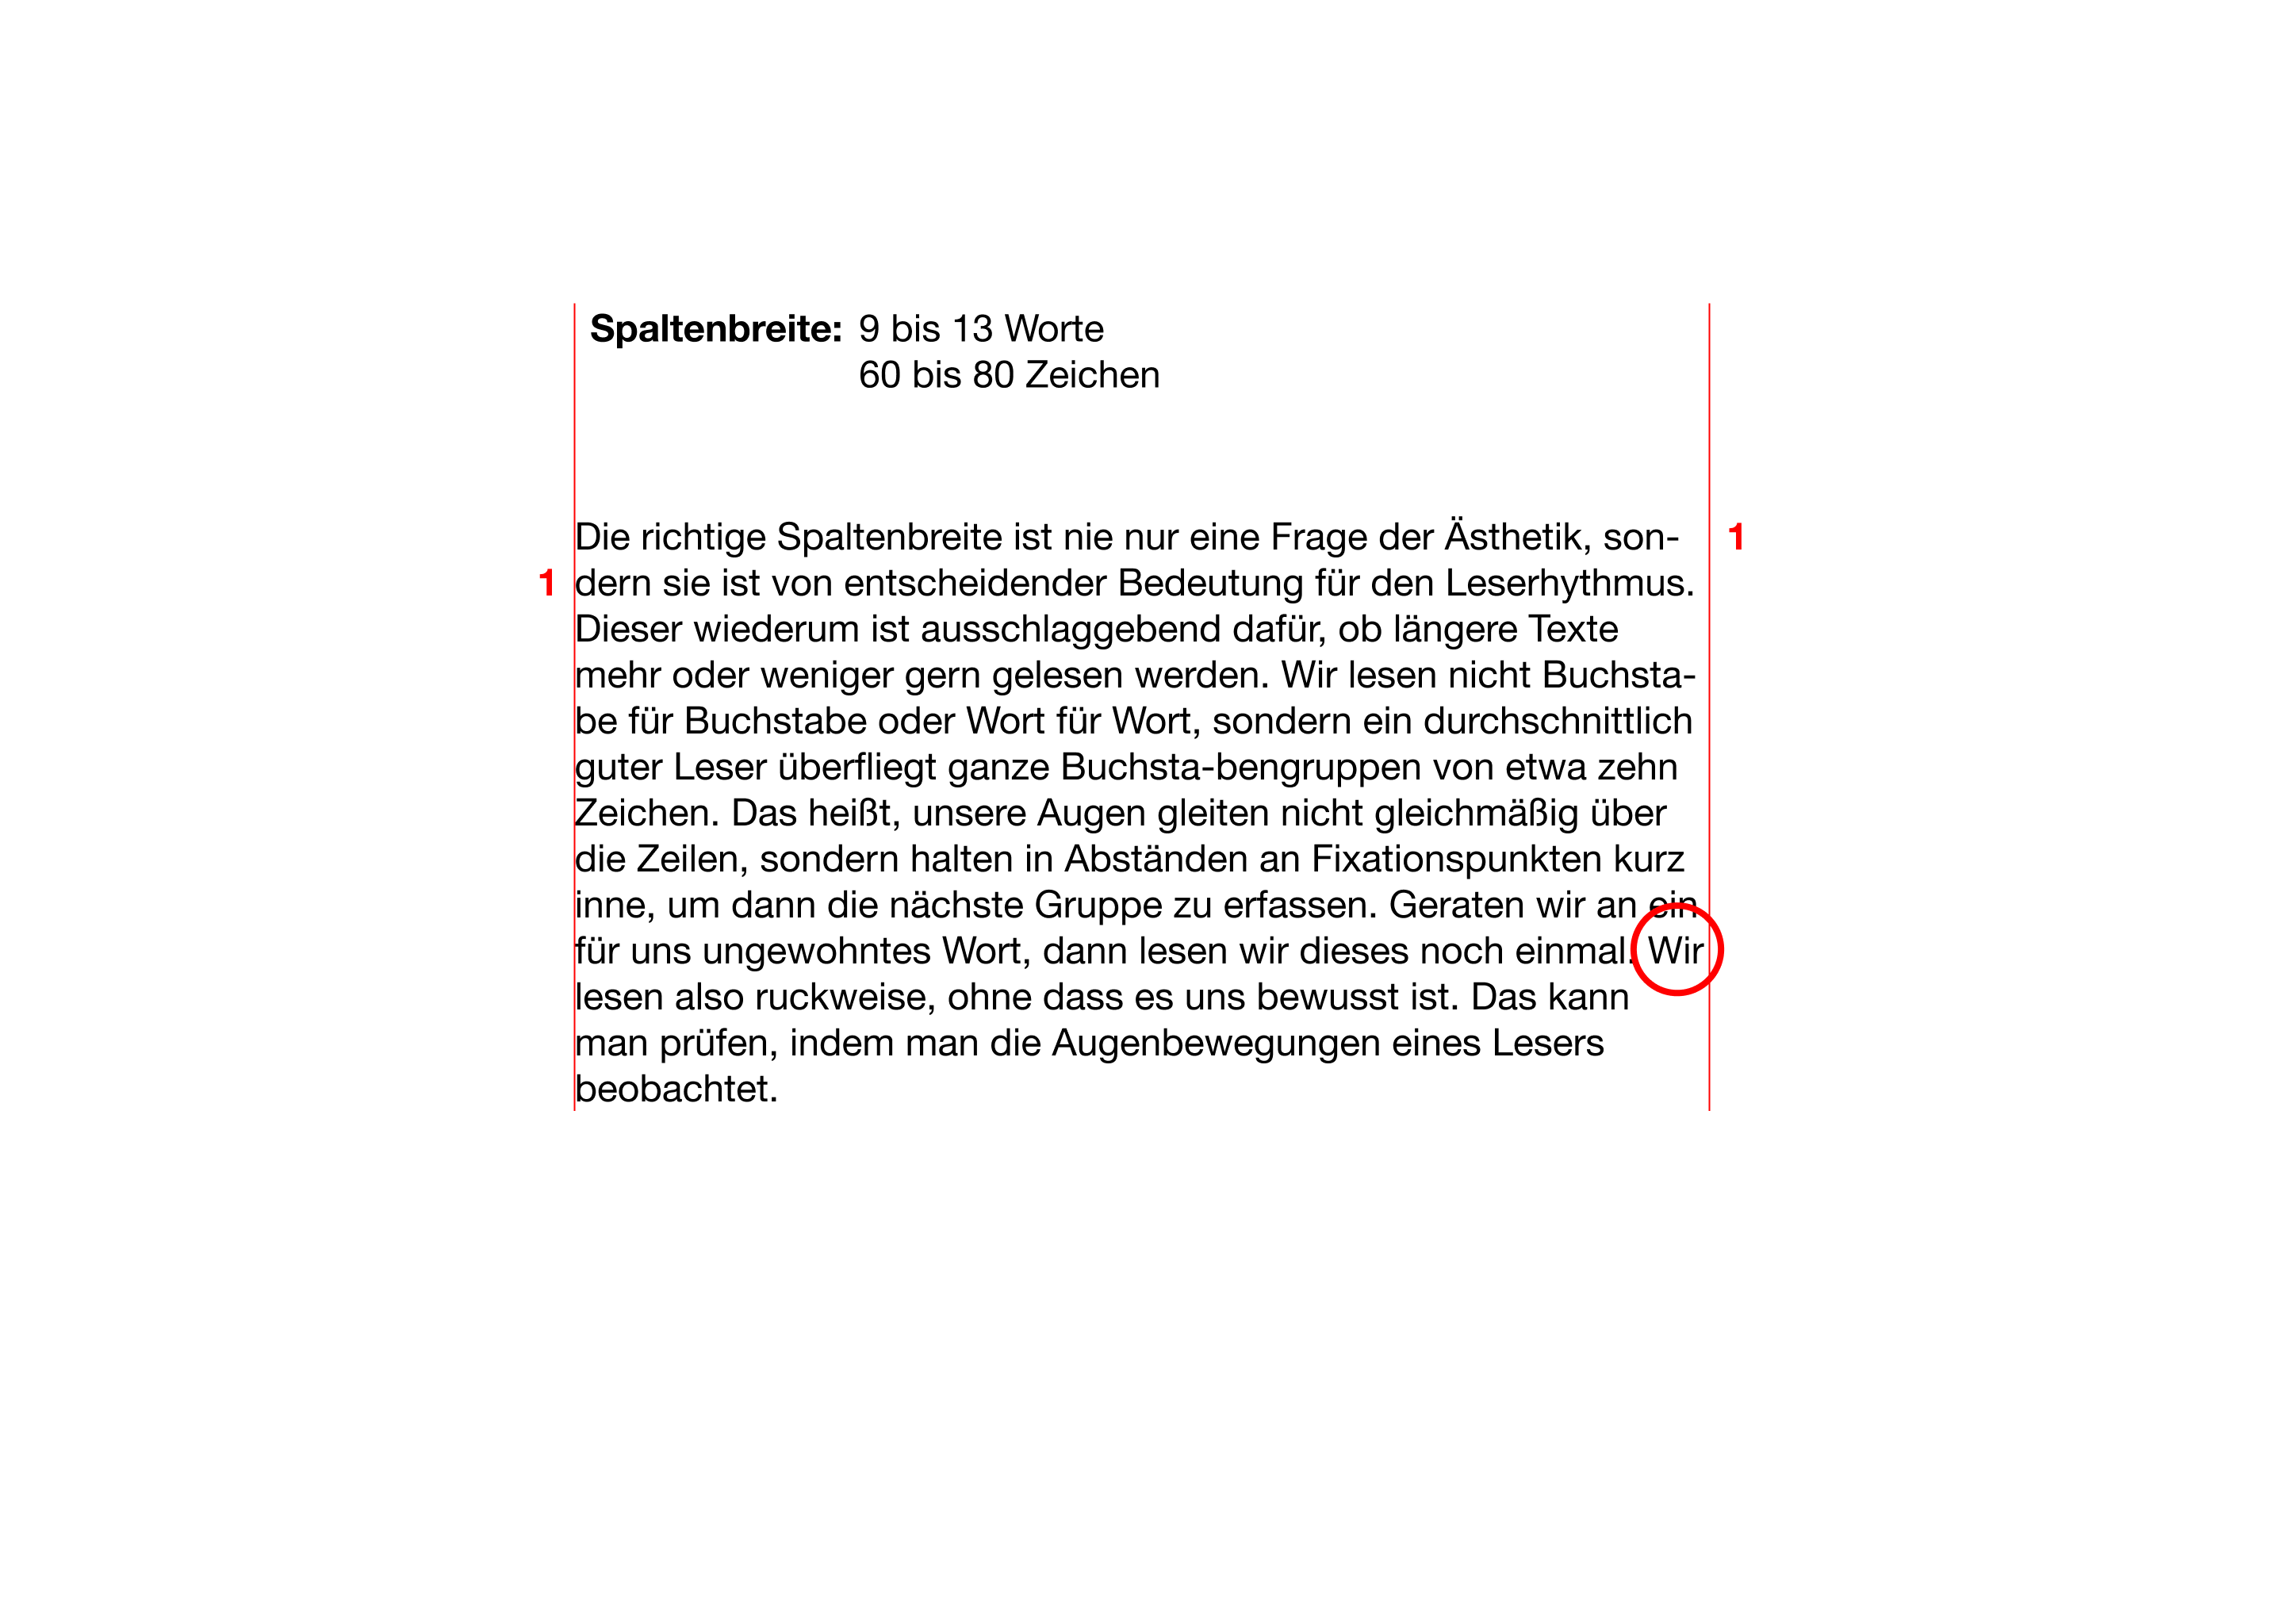 Spaltenbreite: 9 bis 13 Worte
60 bis 80 Zeichen
Die richtige Spaltenbreite ist nie nur eine Frage der Ästhetik, son- 1
1 dern sie ist von entscheidender Bedeutung für den Leserhythmus.
Dieser wiederum ist ausschlaggebend dafür, ob längere Texte
mehr oder weniger gern gelesen werden. Wir lesen nicht Buchsta-
be für Buchstabe oder Wort für Wort, sondern ein durchschnittlich
guter Leser überfliegt ganze Buchsta-bengruppen von etwa zehn
Zeichen. Das heißt, unsere Augen gleiten nicht gleichmäßig über
die Zeilen, sondern halten in Abständen an Fixationspunkten kurz
inne, um dann die nächste Gruppe zu erfassen. Geraten wir an ein
für uns ungewohntes Wort, dann lesen wir dieses noch einmal. Wir
lesen also ruckweise, ohne dass es uns bewusst ist. Das kann
man prüfen, indem man die Augenbewegungen eines Lesers
beobachtet.